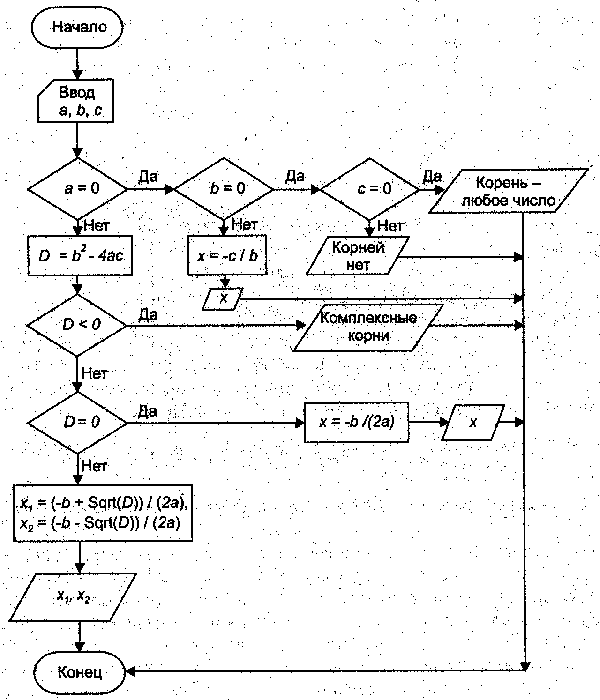 Начало
Ввод
a, b, c
a = 0
Да
b = 0
Да
c = 0
Да
Корень –
любое число
Нет
Нет
Нет
D = b² - 4ac
x = -c / b
Корней
нет
x
D < 0
Да
Комплексные
корни
Нет
D = 0
Да
x = -b /(2a)
x
Нет
x₁ = (-b + Sqrt(D)) / (2a),
x₂ = (-b - Sqrt(D)) / (2a)
x₁, x₂
Конец